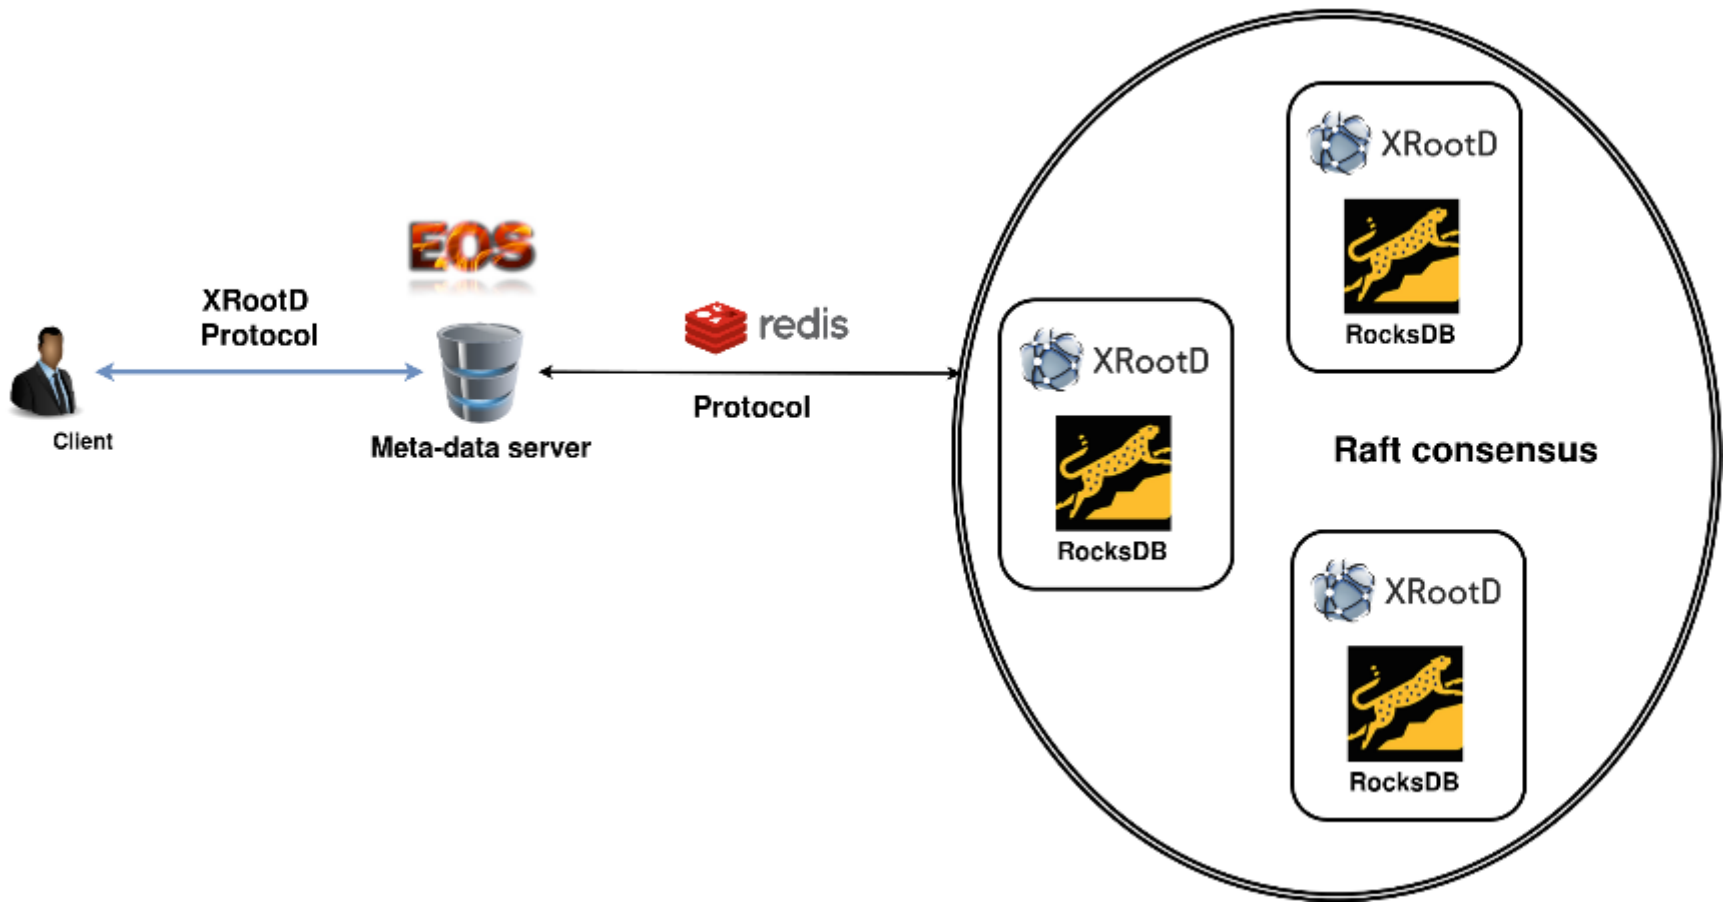 EOS
XRootD
Protocol
Client
Meta-data server
redis
Protocol
XRootD
RocksDB
XRootD
RocksDB
Raft consensus
XRootD
RocksDB